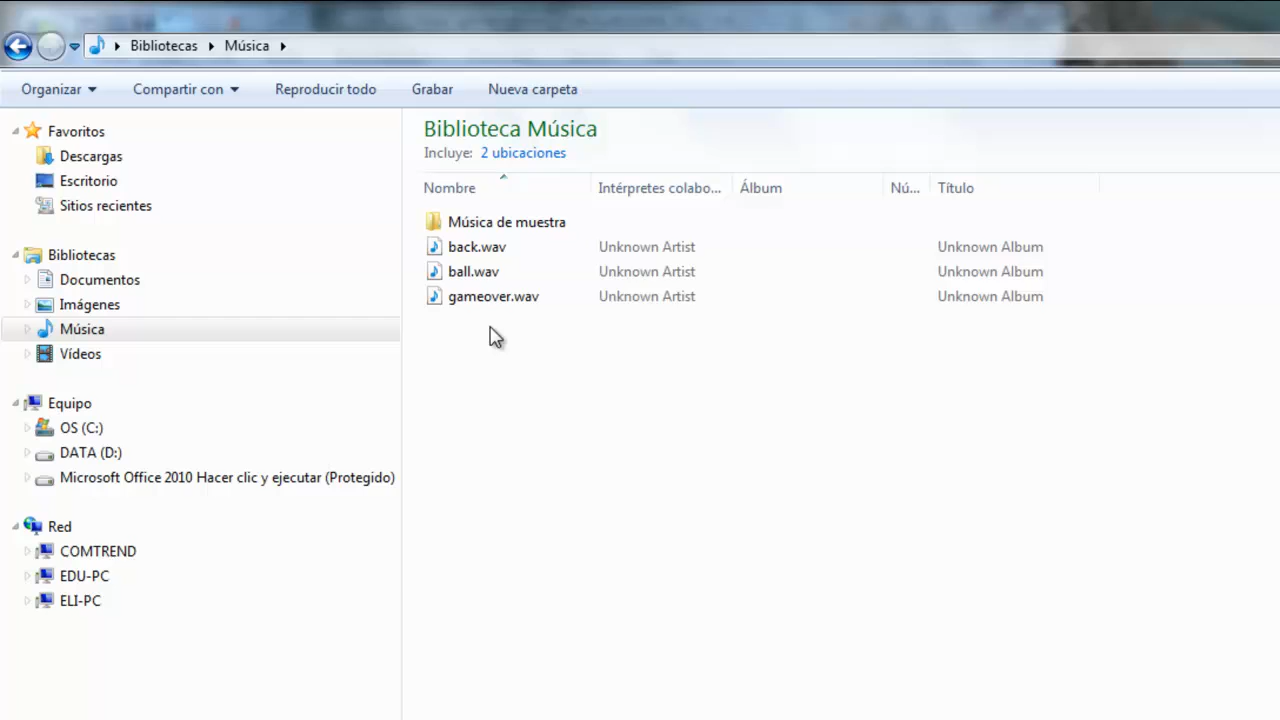 Bibliotecas Música
Organizar Compartir con Reproducir todo Grabar Nueva carpeta
Favoritos
Descargas
Escritorio
Sitios recientes
Bibliotecas
Documentos
Imágenes
Música
Vídeos
Equipo
OS (C:)
DATA (D:)
Microsoft Office 2010 Hacer clic y ejecutar (Protegido)
Red
COMTREND
EDU-PC
ELI-PC
Biblioteca Música
Incluye: 2 ubicaciones
Nombre Intérpretes colabo... Álbum Nú... Título
Música de muestra
back.wav Unknown Artist Unknown Album
ball.wav Unknown Artist Unknown Album
gameover.wav Unknown Artist Unknown Album